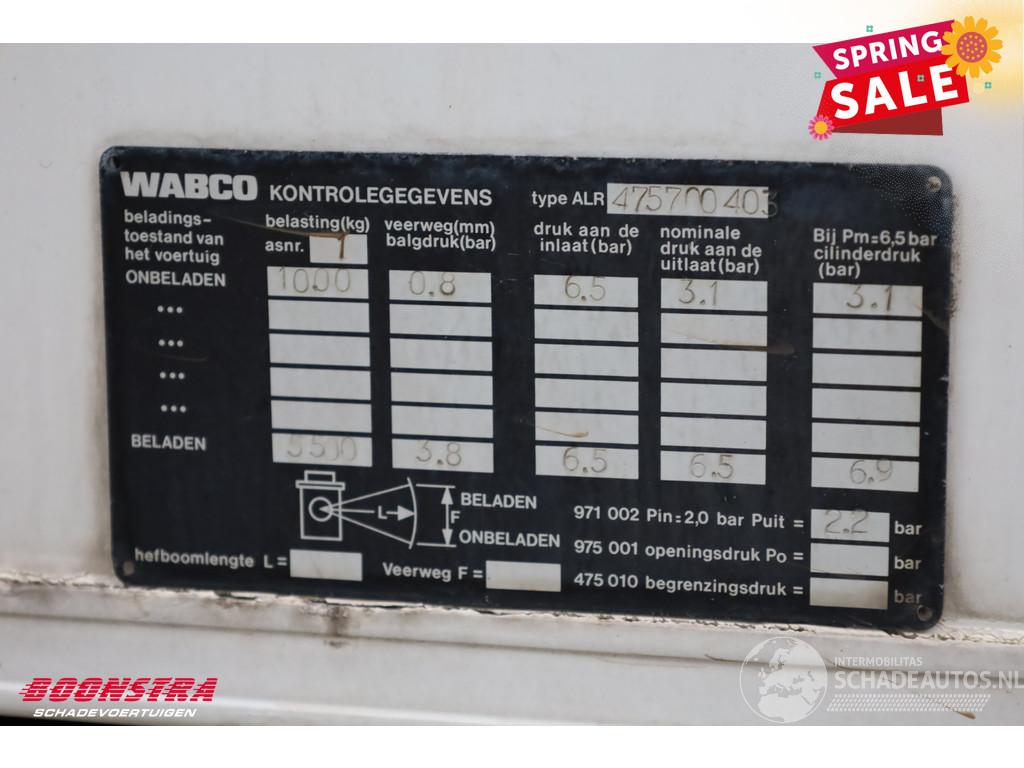 SPRING
SALE
WABCO KONTROLEGEGEVENS type ALR 475700 403
beladings-
toestand van
het voertuig
belasting(kg)
asnr. 1
veerweg(mm)
balgdruk(bar)
druk aan de
inlaat(bar)
nominale
druk aan de
uitlaat(bar)
Bij Pm=6,5 bar
cilinderdruk
(bar)
ONBELADEN 1000 0.8 6.5 3.1 3.1
•••
•••
•••
•••
BELADEN 5500 3.8 6.5 6.5 6.9
BELADEN
L F
ONBELADEN
971 002 Pin=2,0 bar Puit = 2.2 bar
975 001 openingsdruk Po = bar
475 010 begrenzingsdruk = bar
hefboomlengte L= Veerweg F=
BOONSTRA
SCHADEVOERTUIGEN
INTERMOBILITAS
SCHADEAUTOS.NL